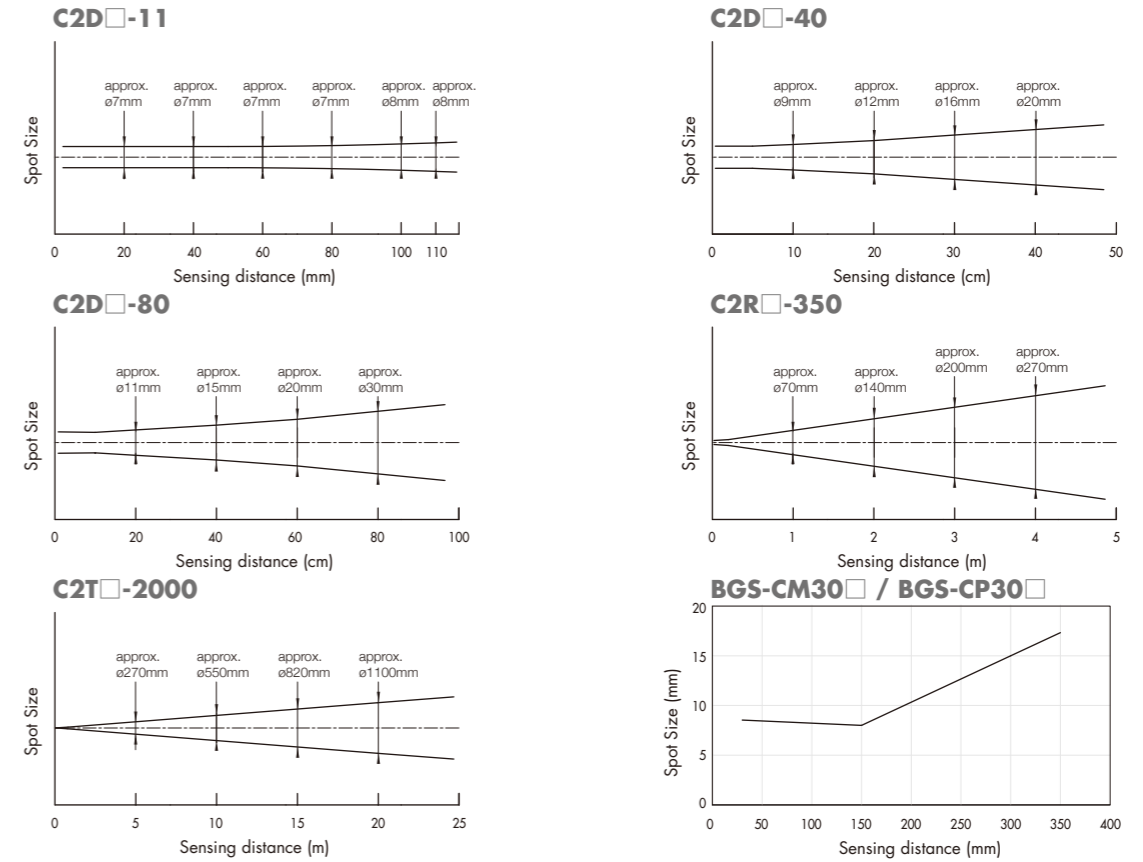 C2D□-11
approx. approx. approx. approx. approx. approx.
ø7mm ø7mm ø7mm ø7mm ø8mm ø8mm
Spot Size
0 20 40 60 80 100 110
Sensing distance (mm)
C2D□-40
approx. approx. approx. approx.
ø9mm ø12mm ø16mm ø20mm
Spot Size
0 10 20 30 40 50
Sensing distance (cm)
C2D□-80
approx. approx. approx. approx.
ø11mm ø15mm ø20mm ø30mm
Spot Size
0 20 40 60 80 100
Sensing distance (cm)
C2R□-350
approx. approx. approx. approx.
ø70mm ø140mm ø200mm ø270mm
Spot Size
0 1 2 3 4 5
Sensing distance (m)
C2T□-2000
approx. approx. approx. approx.
ø270mm ø550mm ø820mm ø1100mm
Spot Size
0 5 10 15 20 25
Sensing distance (m)
BGS-CM30□ / BGS-CP30□
20
15
10
5
0
Spot Size (mm)
0 50 100 150 200 250 300 350 400
Sensing distance (mm)